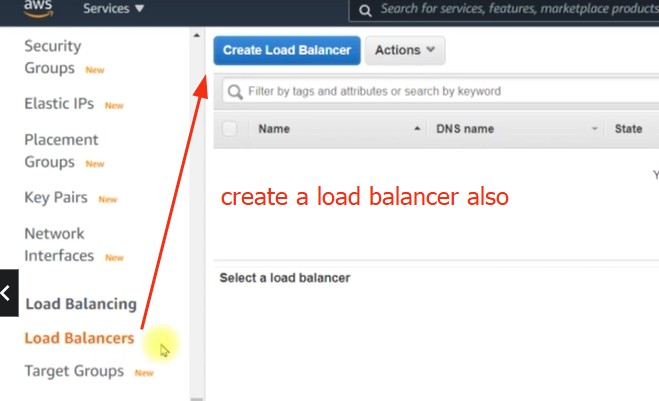 aws
Services
Search for services, features, marketplace products
Security
Groups New
Elastic IPs New
Placement
Groups New
Key Pairs New
Network
Interfaces New
Load Balancing
Load Balancers
Target Groups New
Create Load Balancer
Actions
Filter by tags and attributes or search by keyword
Name
DNS name
State
Y
create a load balancer also
Select a load balancer